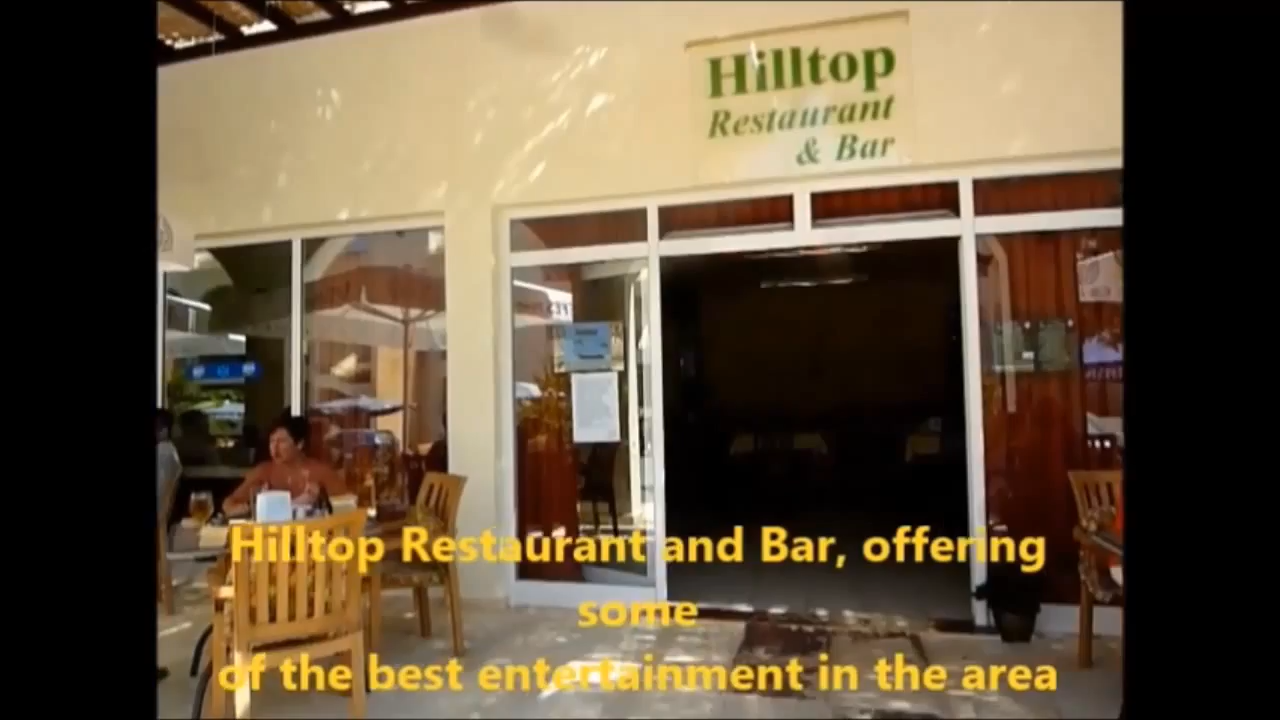 Hilltop
Restaurant
& Bar
Hilltop Restaurant and Bar, offering
some
of the best entertainment in the area